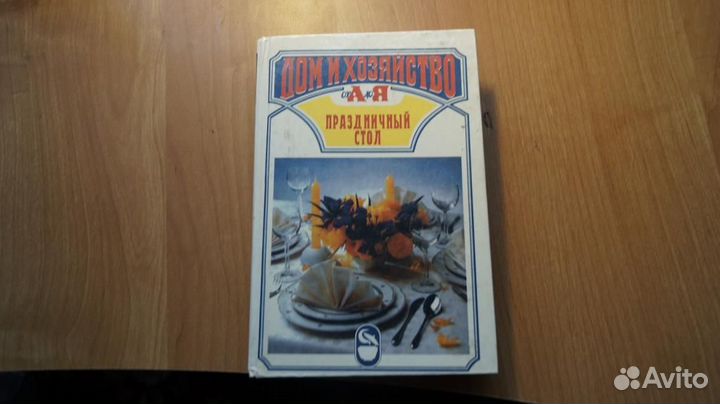 ДОМ И ХОЗЯЙСТВО
от А до Я
ПРАЗДНИЧНЫЙ
СТОЛ
Avito